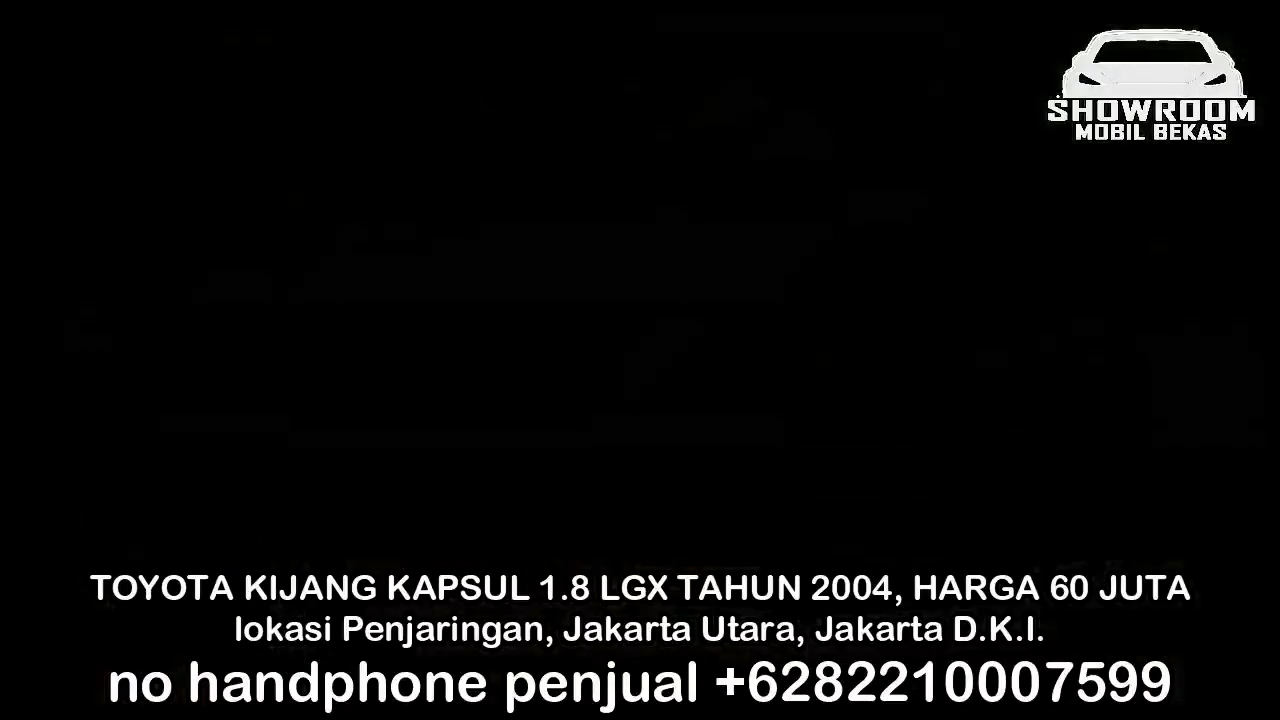 SHOWROOM
MOBIL BEKAS
TOYOTA KIJANG KAPSUL 1.8 LGX TAHUN 2004, HARGA 60 JUTA
lokasi Penjaringan, Jakarta Utara, Jakarta D.K.I.
no handphone penjual +6282210007599